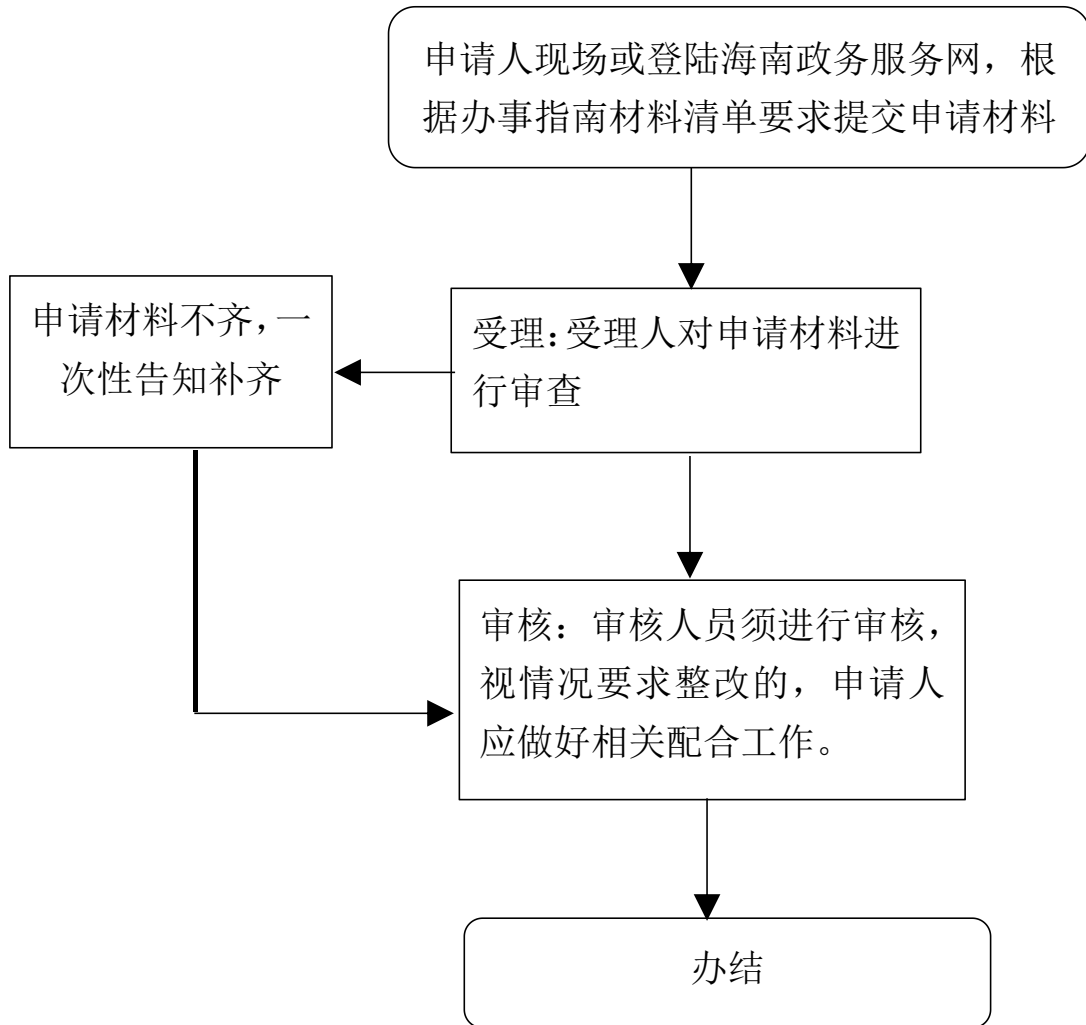 申请人现场或登陆海南政务服务网，根
据办事指南材料清单要求提交申请材料
申请材料不齐，一
次性告知补齐
受理：受理人对申请材料进
行审查
审核：审核人员须进行审核，
视情况要求整改的，申请人
应做好相关配合工作。
办结